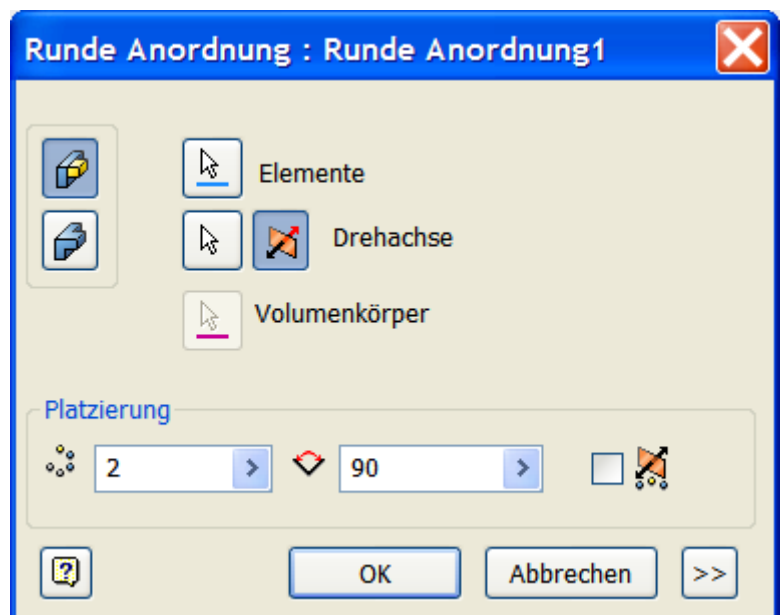 Runde Anordnung : Runde Anordnung1
Elemente
Drehachse
Volumenkörper
Platzierung
2
90
OK
Abbrechen
>>